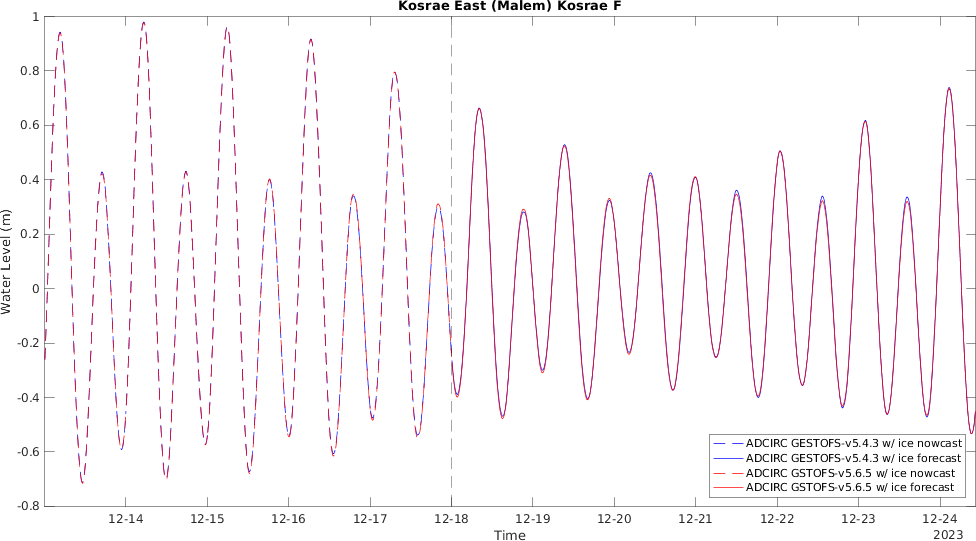 Kosrae East (Malem) Kosrae F
Water Level (m)
1
0.8
0.6
0.4
0.2
0
-0.2
-0.4
-0.6
-0.8
12-14 12-15 12-16 12-17 12-18 12-19 12-20 12-21 12-22 12-23 12-24
Time
2023
ADCIRC GESTOFS-v5.4.3 w/ ice nowcast
ADCIRC GESTOFS-v5.4.3 w/ ice forecast
ADCIRC GSTOFS-v5.6.5 w/ ice nowcast
ADCIRC GSTOFS-v5.6.5 w/ ice forecast